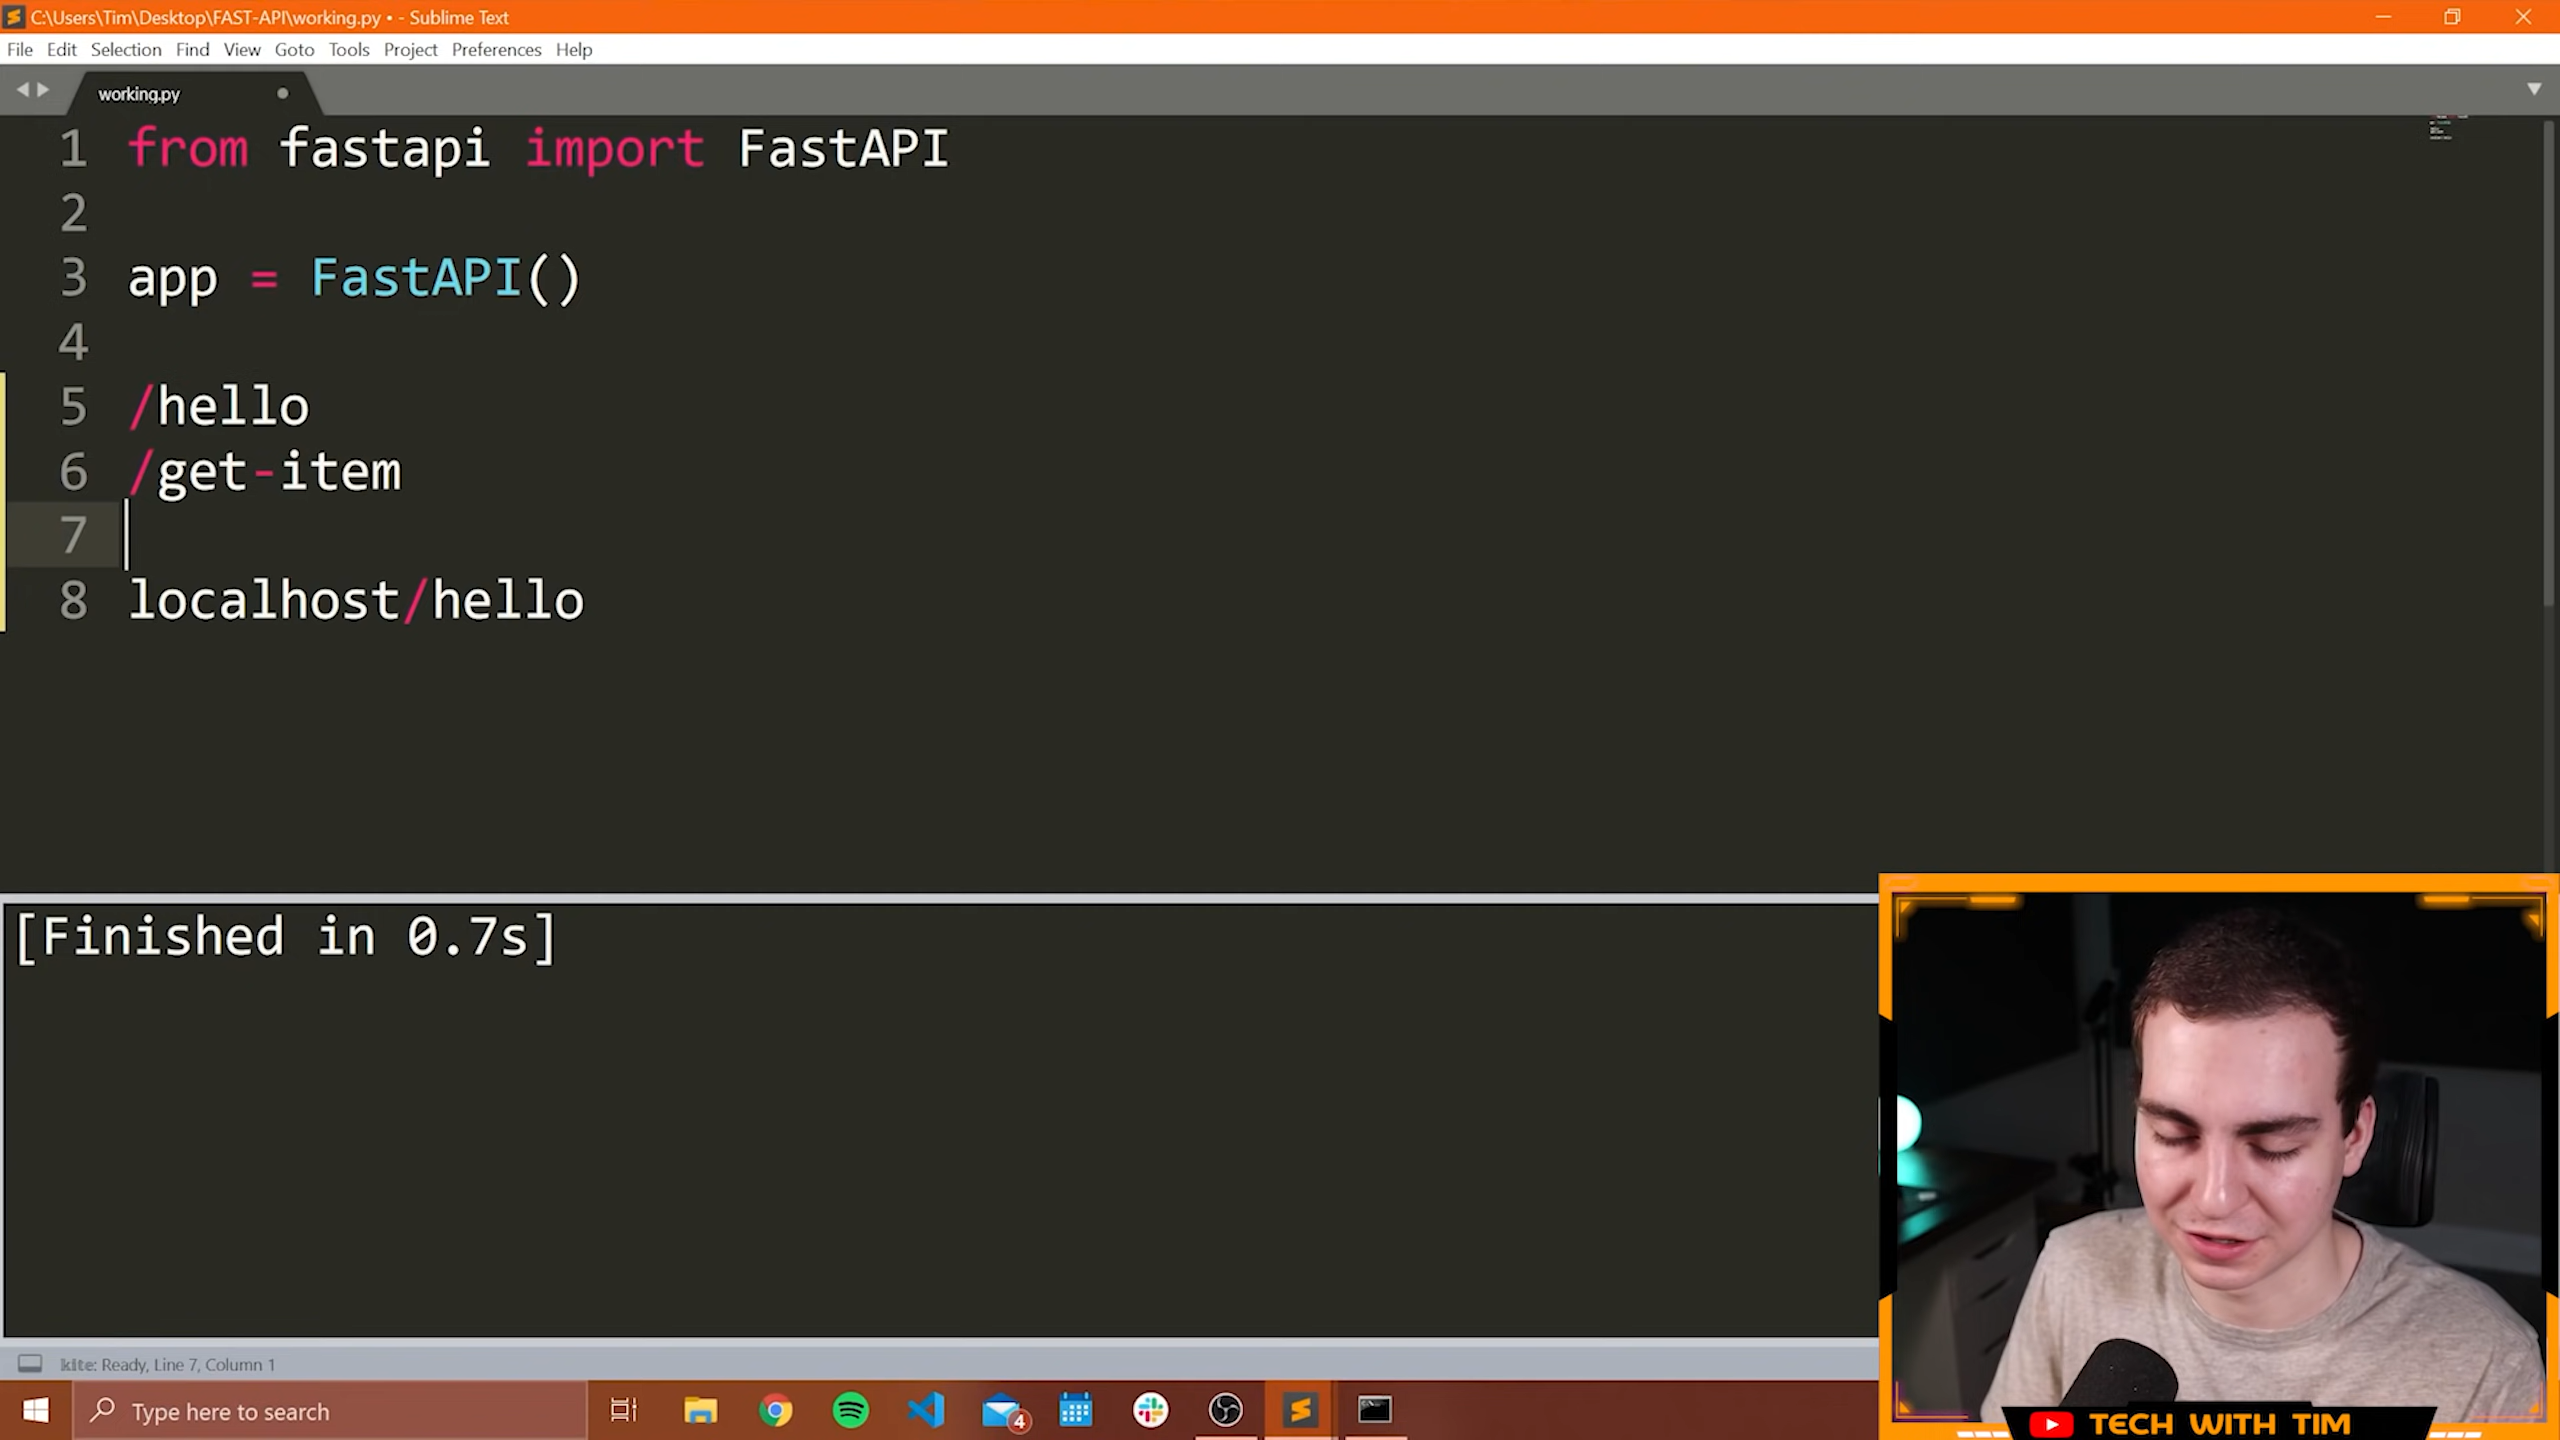 C:\Users\Tim\Desktop\FAST-API\working.py • - Sublime Text
File Edit Selection Find View Goto Tools Project Preferences Help
working.py
1 from fastapi import FastAPI
2
3 app = FastAPI()
4
5 /hello
6 /get-item
7
8 localhost/hello
[Finished in 0.7s]
kite: Ready, Line 7, Column 1
Type here to search
4
TECH WITH TIM